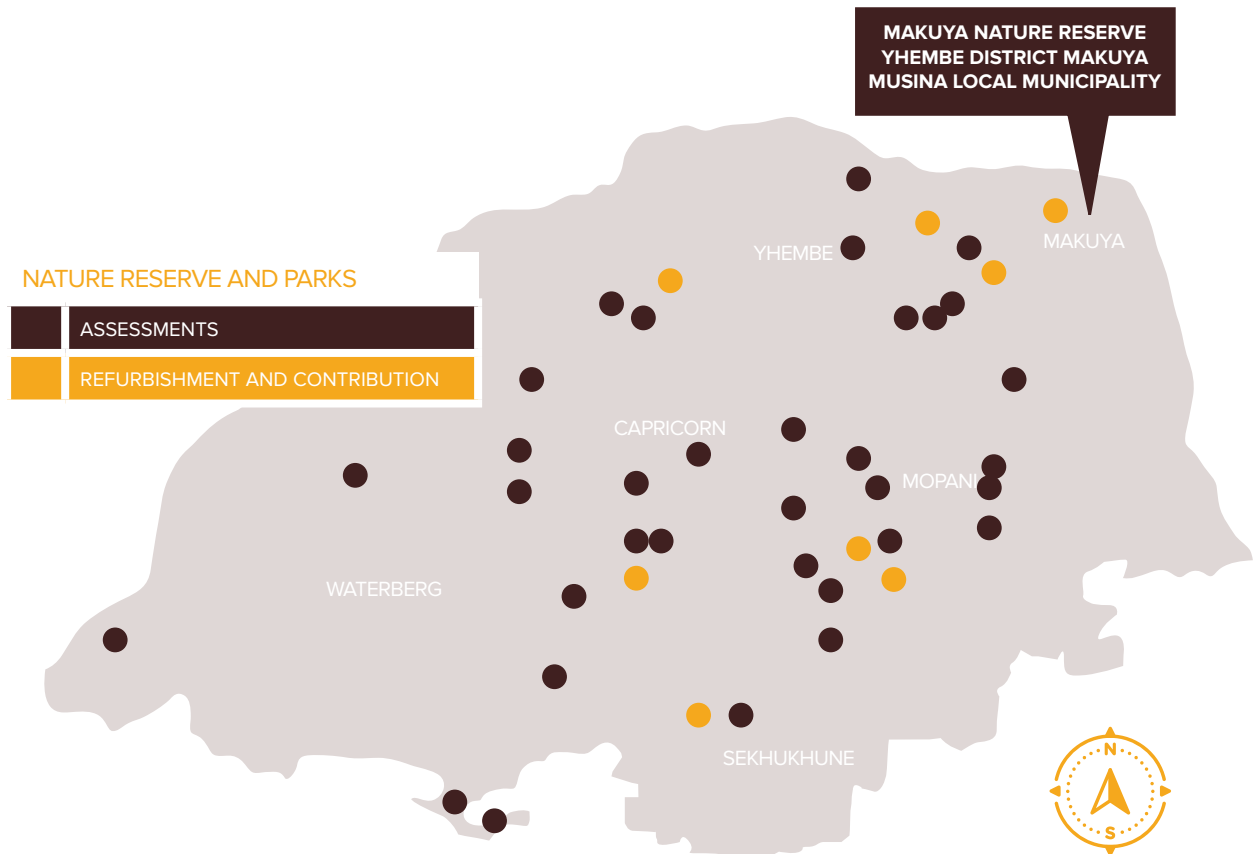 MAKUYA NATURE RESERVE
YHEMBE DISTRICT MAKUYA
MUSINA LOCAL MUNICIPALITY
YHEMBE
MAKUYA
NATURE RESERVE AND PARKS
ASSESSMENTS
REFURBISHMENT AND CONTRIBUTION
CAPRICORN
MOPANI
WATERBERG
SEKHUKHUNE
N
S